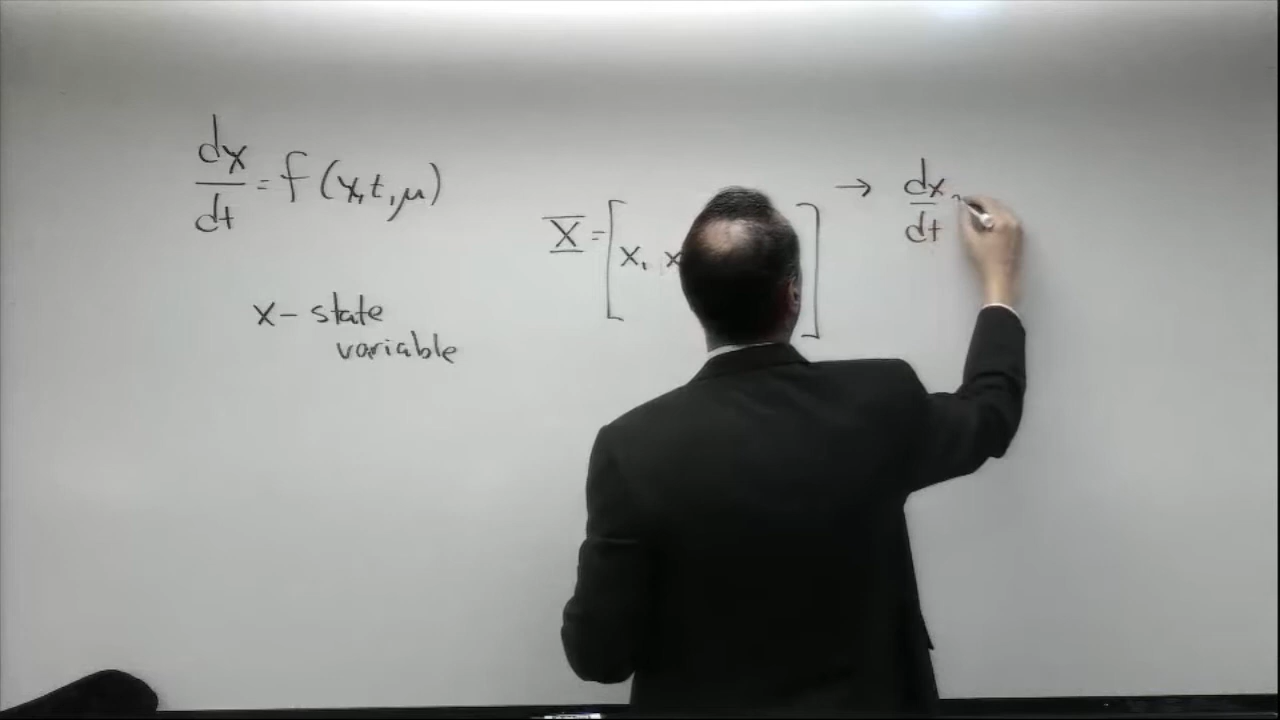 dx/dt = f(x, t, μ)
x – state
variable
X = [x₁ x ]
→ dx/dt